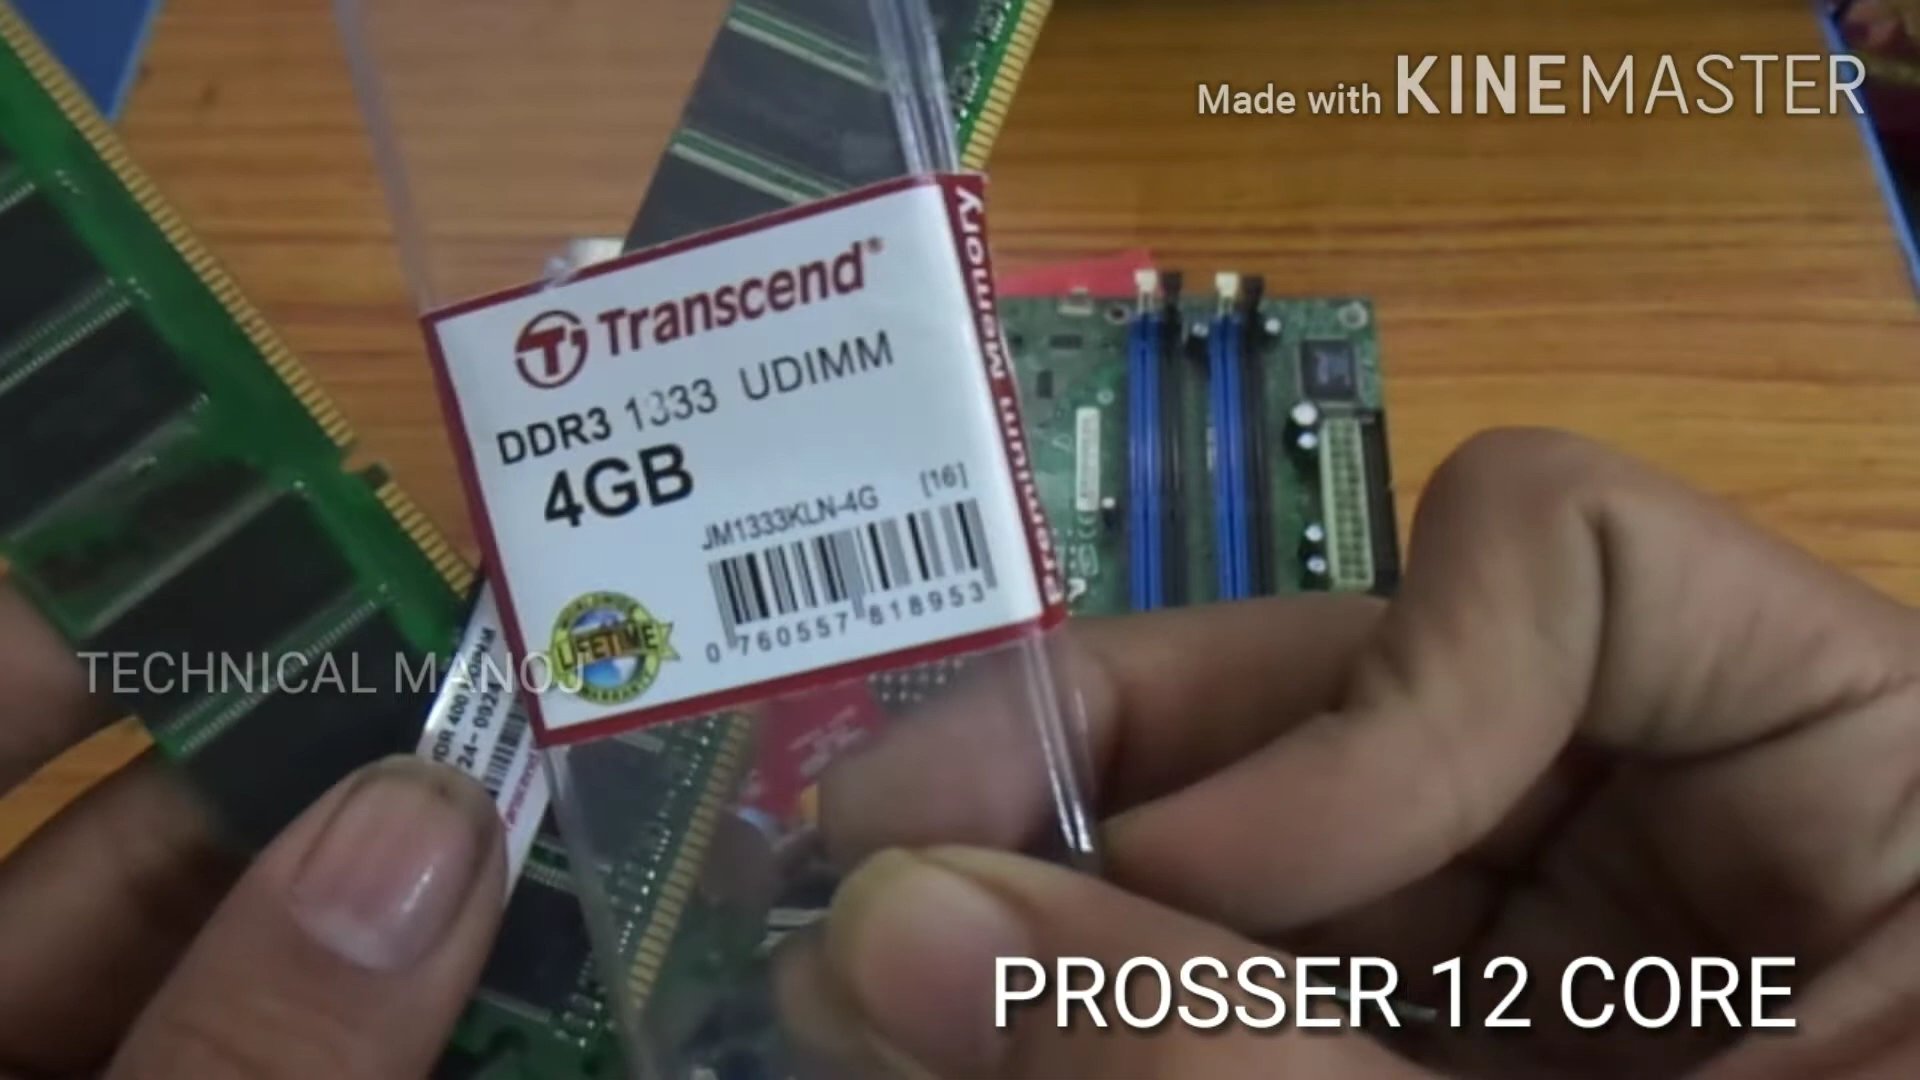 Made with KINEMASTER
Transcend®
DDR3 1333 UDIMM
4GB
JM1333KLN-4G [16]
0 760557 818953
LIFETIME
Premium Memory
TECHNICAL MANOJ
PROSSER 12 CORE